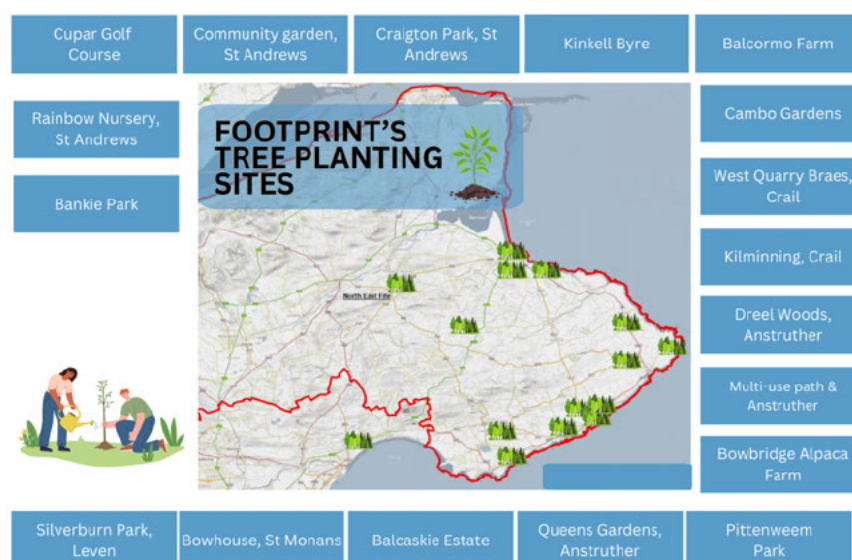 Cupar Golf
Course
Community garden,
St Andrews
Craigton Park, St
Andrews
Kinkell Byre
Balcormo Farm
Rainbow Nursery,
St Andrews
Bankie Park
FOOTPRINT'S
TREE PLANTING
SITES
North East Fife
Cambo Gardens
West Quarry Braes,
Crail
Kilminning, Crail
Dreel Woods,
Anstruther
Multi-use path &
Anstruther
Bowbridge Alpaca
Farm
Silverburn Park,
Leven
Bowhouse, St Monans
Balcaskie Estate
Queens Gardens,
Anstruther
Pittenweem
Park